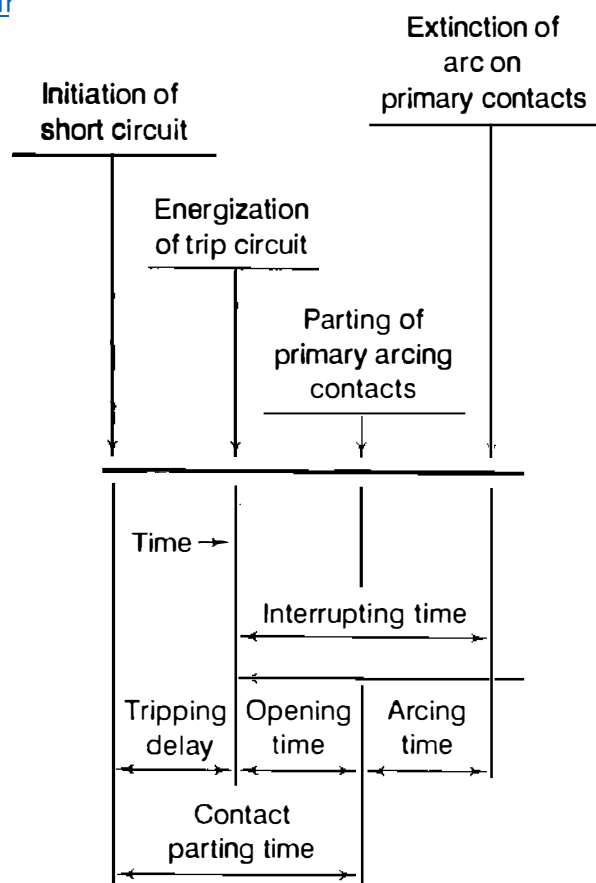 Extinction of
arc on
primary contacts
Initiation of
short circuit
Energization
of trip circuit
Parting of
primary arcing
contacts
Time
Interrupting time
Tripping
delay
Opening
time
Arcing
time
Contact
parting time